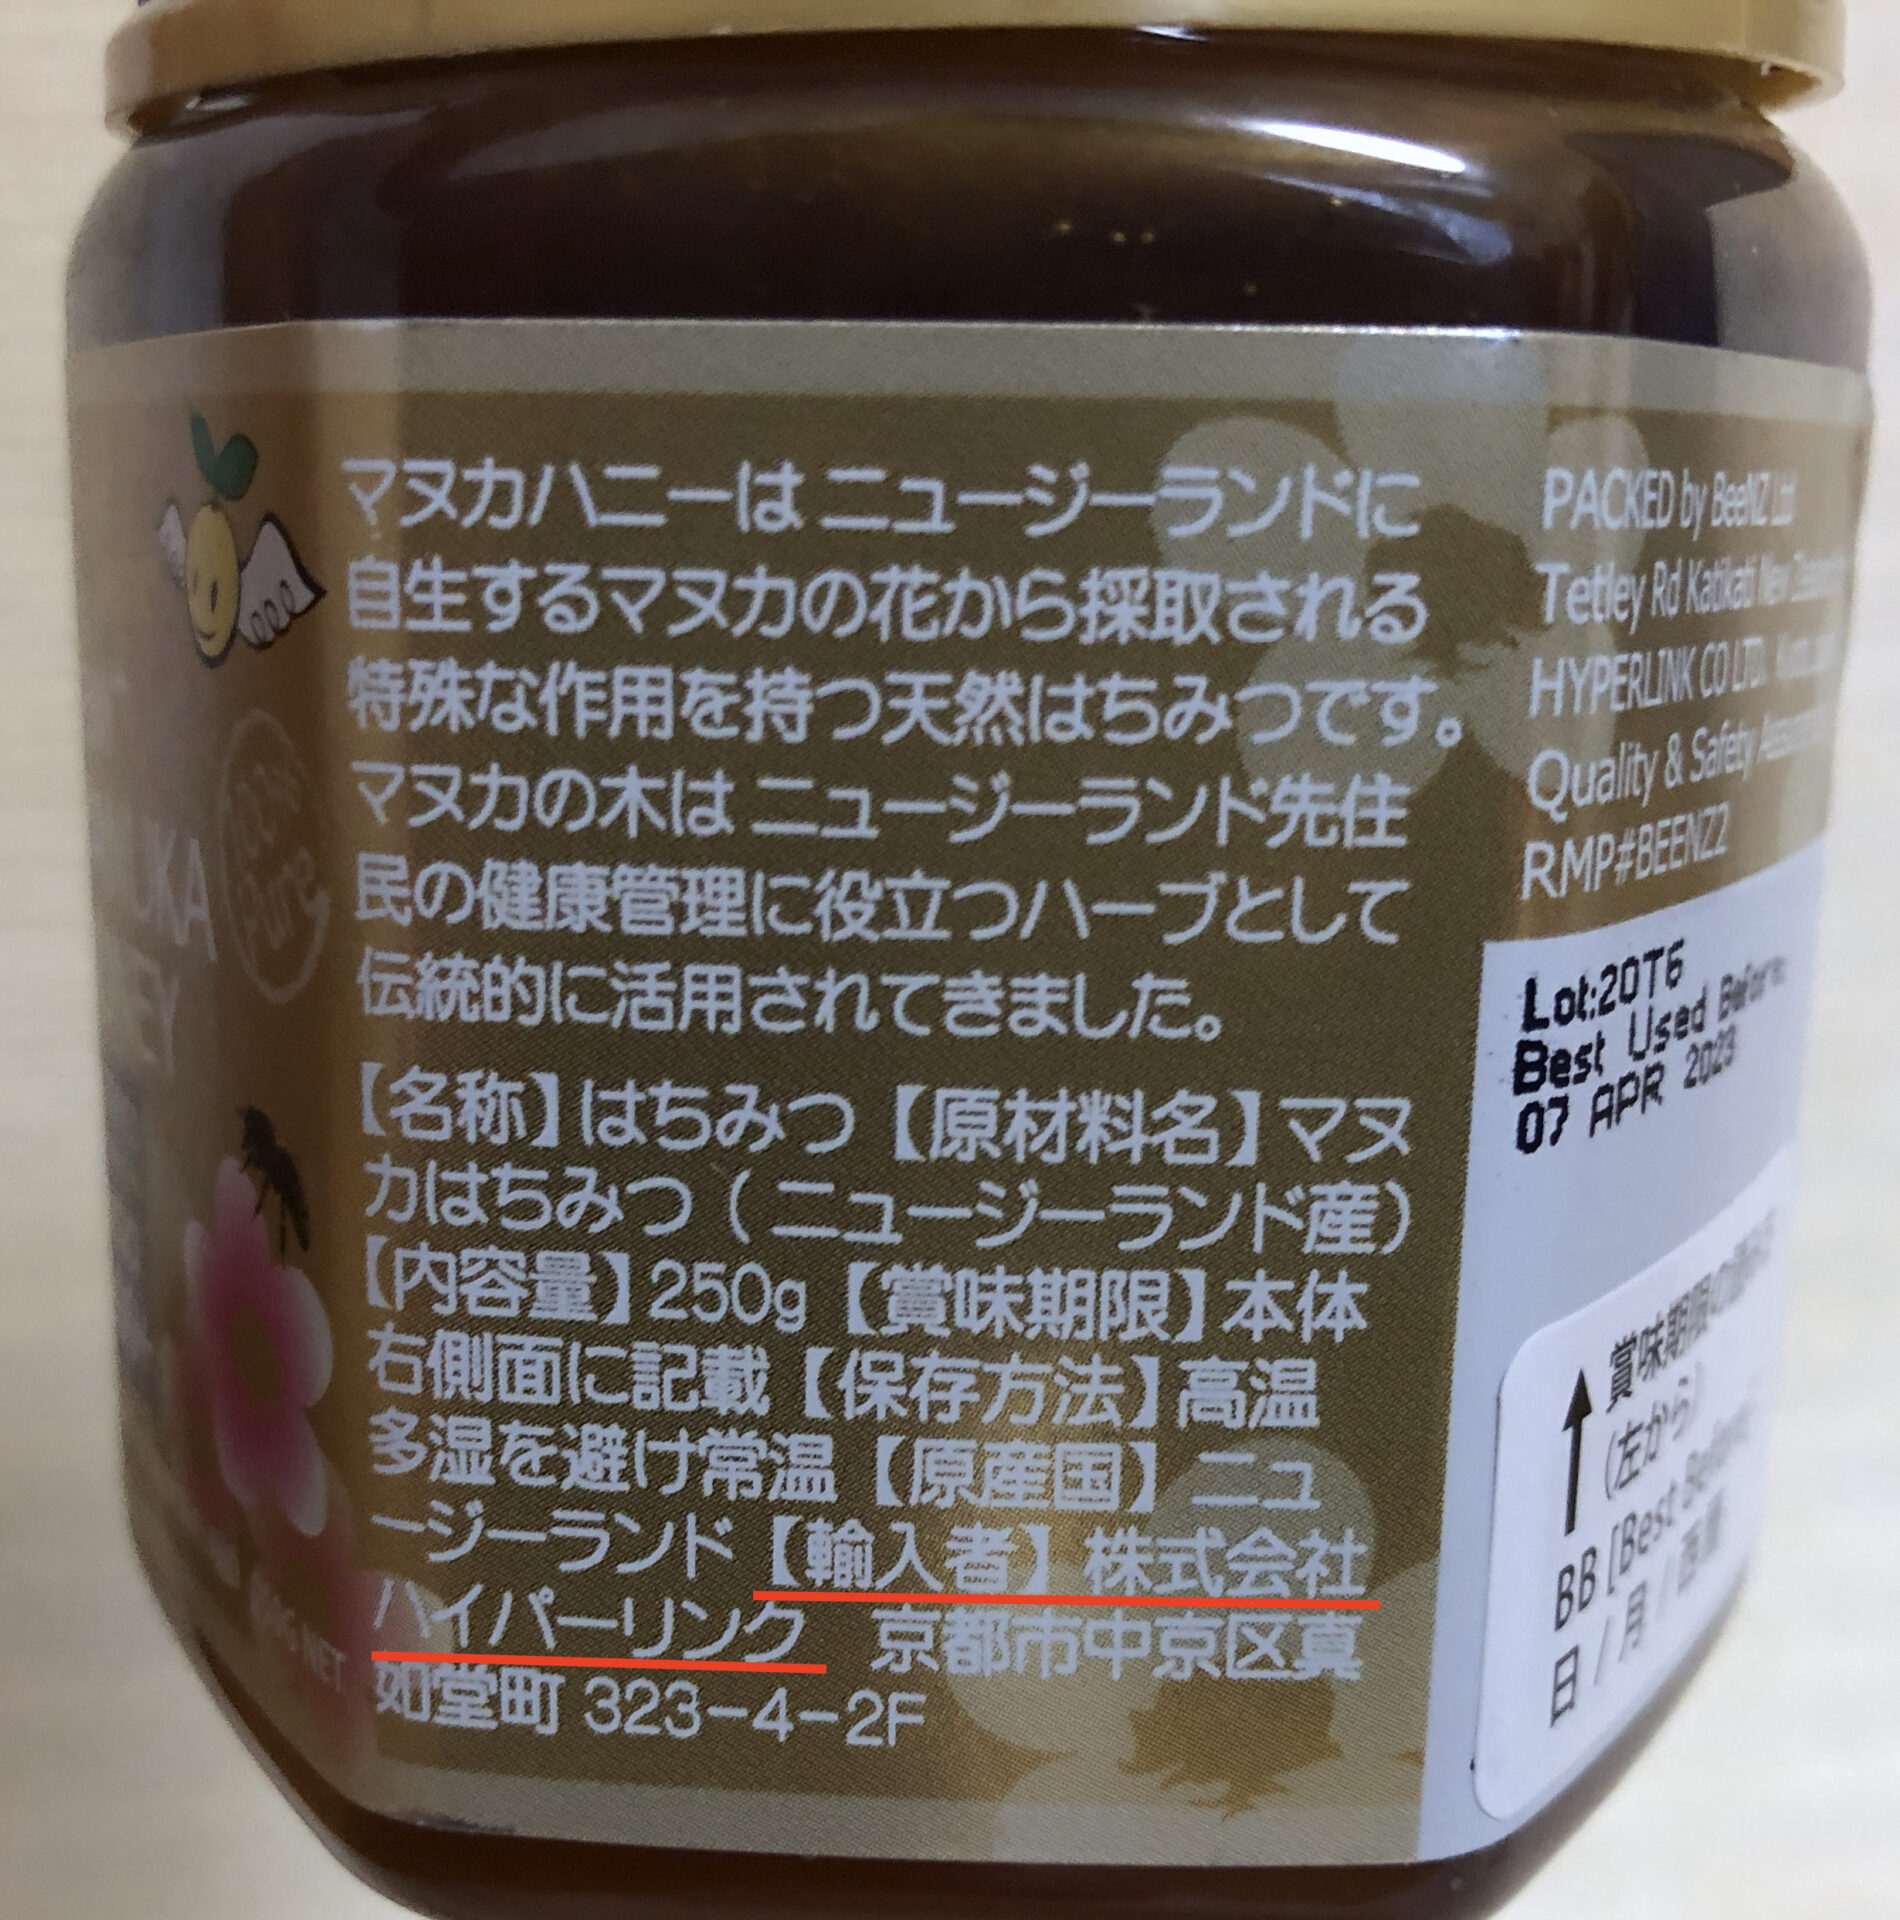 マヌカハニーは ニュージーランドに
自生するマヌカの花から採取される
特殊な作用を持つ天然はちみつです。
マヌカの木は ニュージーランド先住
民の健康管理に役立つハーブとして
伝統的に活用されてきました。
【名称】はちみつ【原材料名】マヌ
カはちみつ（ニュージーランド産）
【内容量】250g【賞味期限】本体
右側面に記載【保存方法】高温
多湿を避け常温【原産国】ニュ
ージーランド【輸入者】株式会社
ハイパーリンク 京都市中京区真
如堂町 323-4-2F
PACKED by BeeNZ Ltd
Tetley Rd Katikati New
HYPERLINK CO LTD.
Quality & Safety
RMP#BEENZ2
Lot:20T6
Best Used Before
07 APR 2023
賞味期限の
(左から)
BB [Best Before
日/月/
UKA
EY
pure
NET